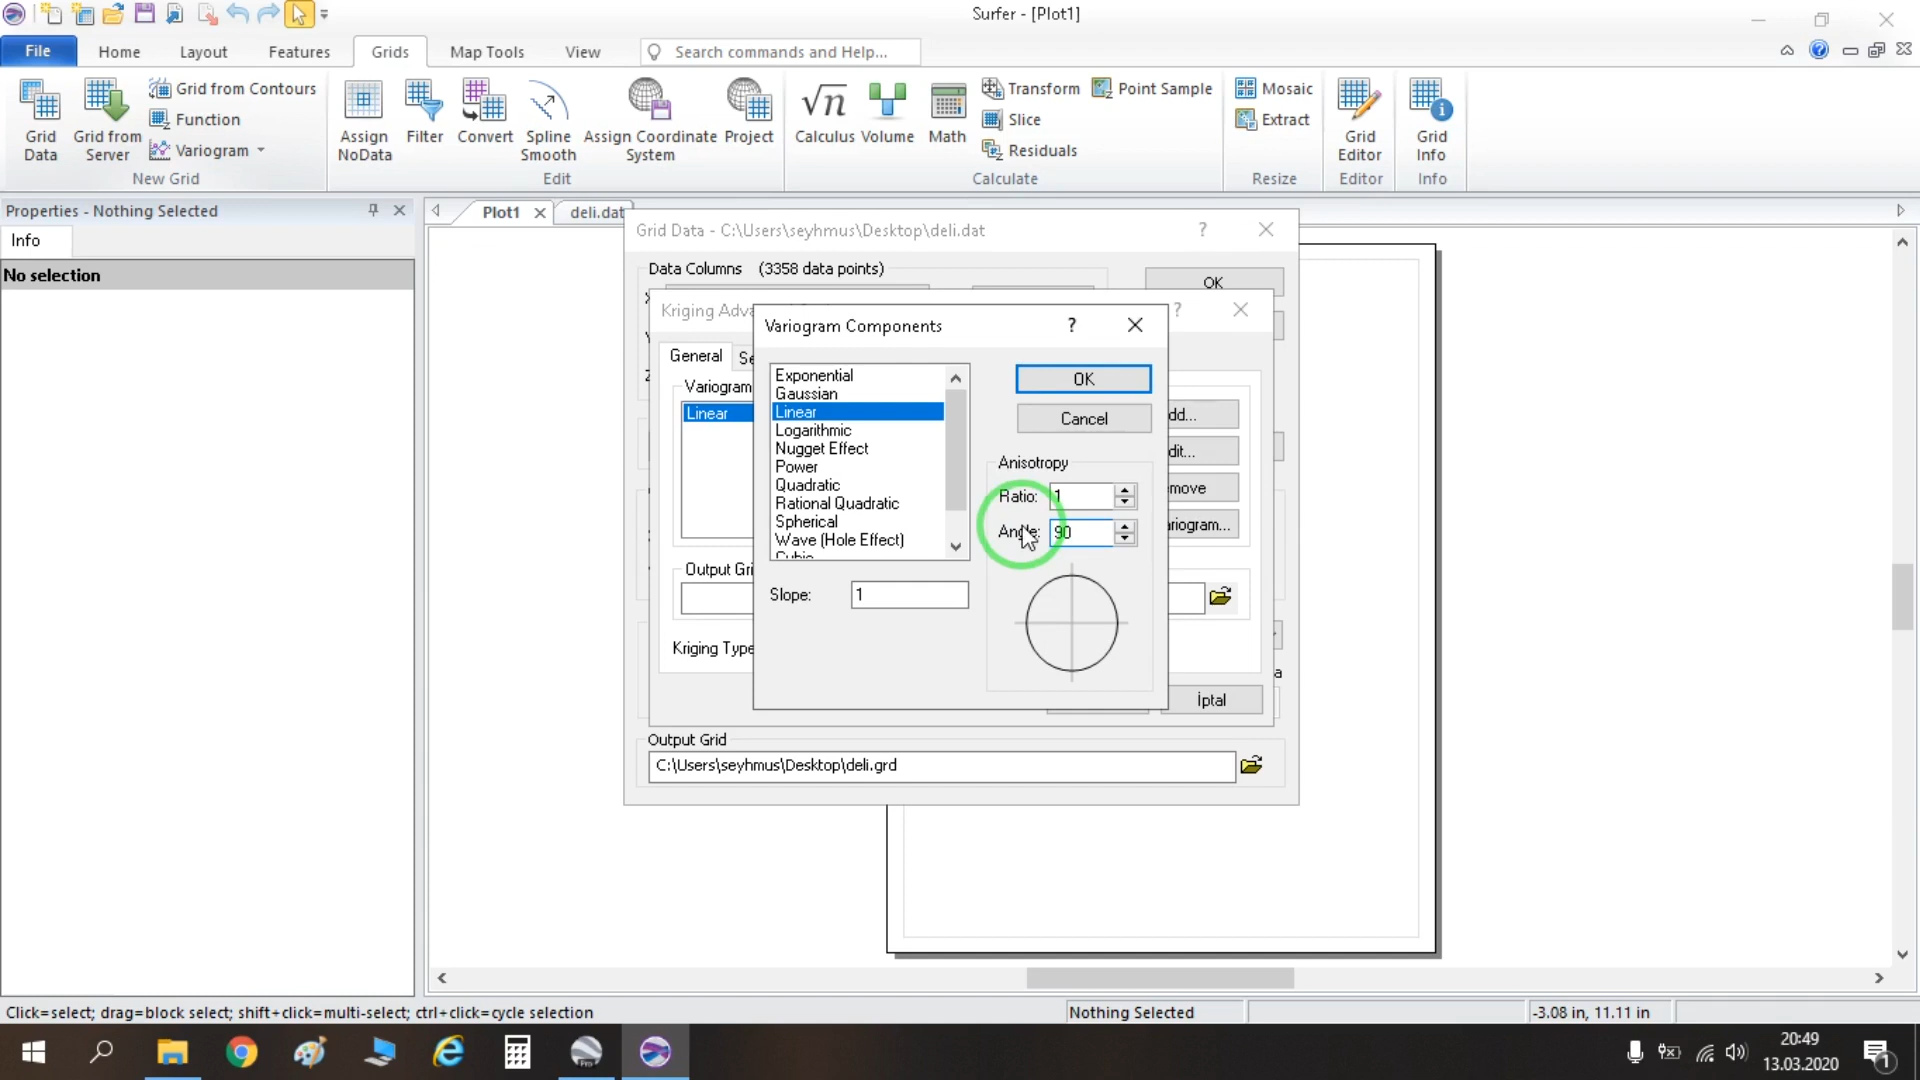 Surfer - [Plot1]
File Home Layout Features Grids Map Tools View Search commands and Help...
Grid Data
Grid from Server
Grid from Contours
Function
Variogram
New Grid
Assign NoData
Filter
Convert
Spline Smooth
Assign Coordinate System
Project
Edit
Calculus
Volume
Math
Transform
Point Sample
Slice
Residuals
Calculate
Mosaic
Extract
Resize
Grid Editor
Editor
Grid Info
Info
Properties - Nothing Selected
Info
No selection
Plot1 deli.dat
Grid Data - C:\Users\seyhmus\Desktop\deli.dat
Data Columns (3358 data points)
OK
Kriging Adva
General
Variogram
Linear
Output Gri
Kriging Type
dd...
dit...
emove
ariogram...
İptal
Variogram Components
Exponential
Gaussian
Linear
Logarithmic
Nugget Effect
Power
Quadratic
Rational Quadratic
Spherical
Wave (Hole Effect)
Cubic
Slope: 1
OK
Cancel
Anisotropy
Ratio: 1
Angle: 90
Output Grid
C:\Users\seyhmus\Desktop\deli.grd
Click=select; drag=block select; shift+click=multi-select; ctrl+click=cycle selection
Nothing Selected
-3.08 in, 11.11 in
20:49
13.03.2020
1